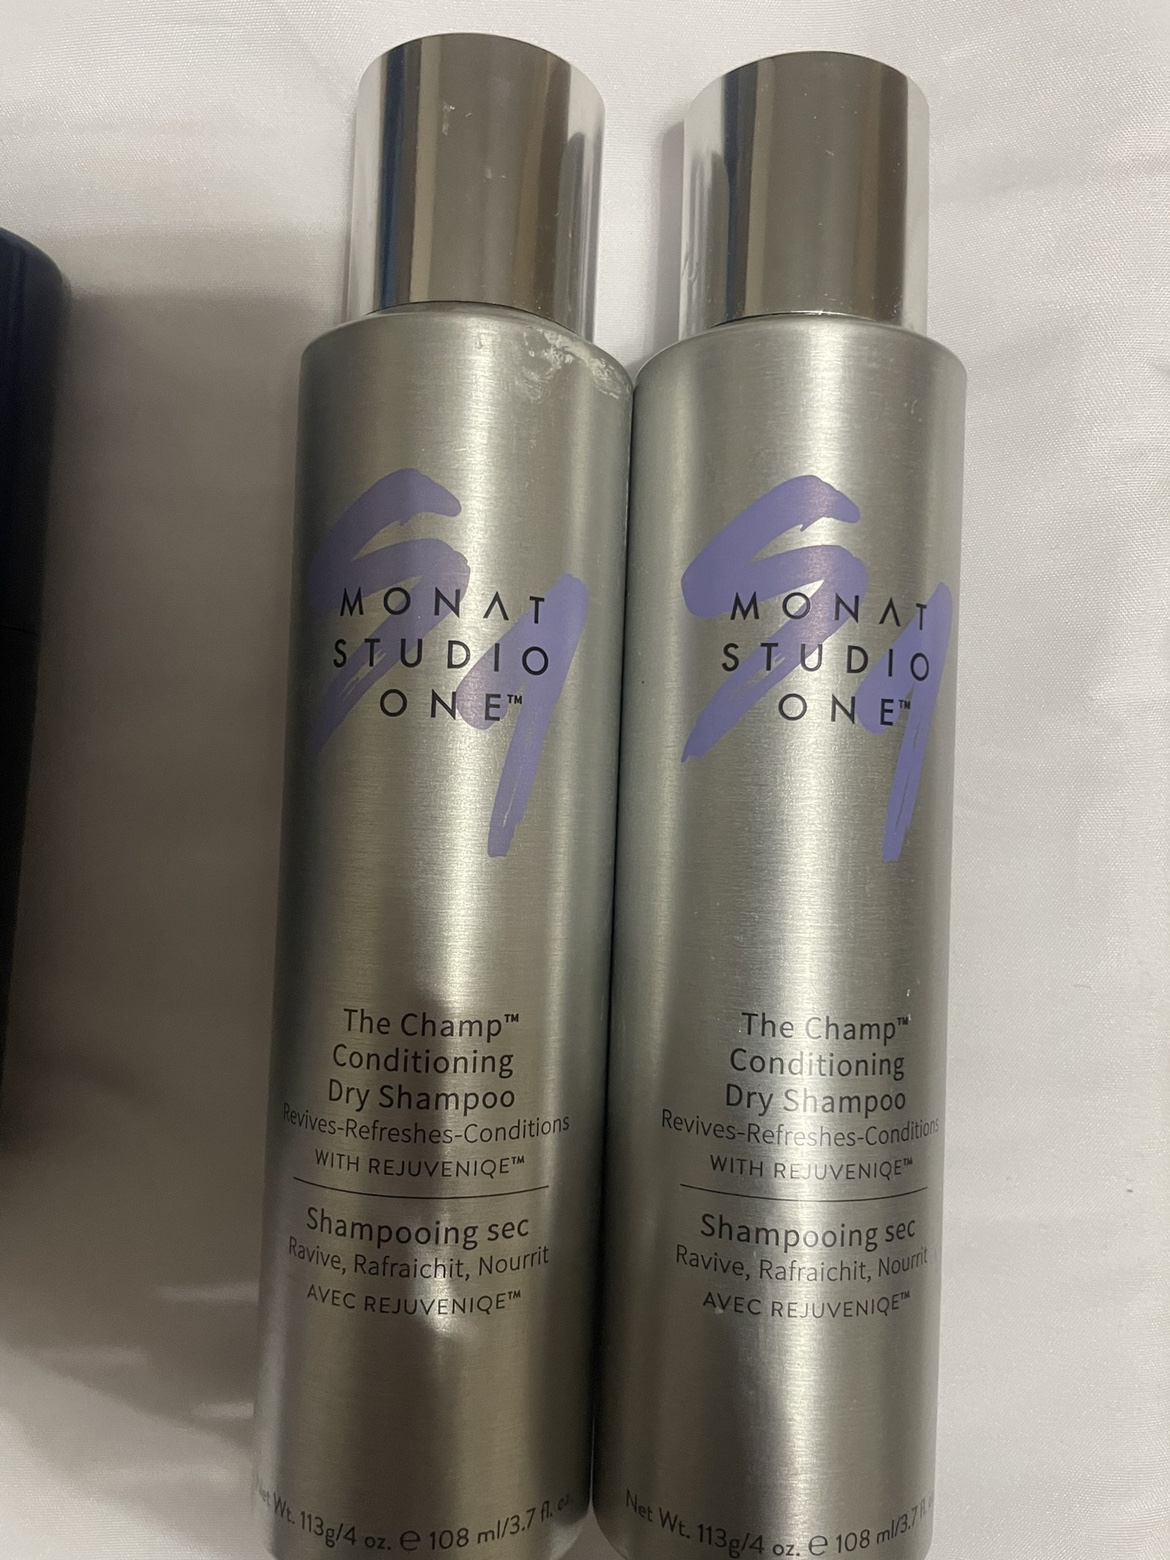 MONAT
STUDIO
ONE™
The Champ™
Conditioning
Dry Shampoo
Revives-Refreshes-Conditions
WITH REJUVENIQE™
Shampooing sec
Ravive, Rafraichit, Nourrit
AVEC REJUVENIQE™
Net Wt. 113g/4 oz. ℮ 108 ml/3.7 fl. oz.
MONAT
STUDIO
ONE™
The Champ™
Conditioning
Dry Shampoo
Revives-Refreshes-Conditions
WITH REJUVENIQE™
Shampooing sec
Ravive, Rafraichit, Nourrit
AVEC REJUVENIQE™
Net Wt. 113g/4 oz. ℮ 108 ml/3.7 fl.